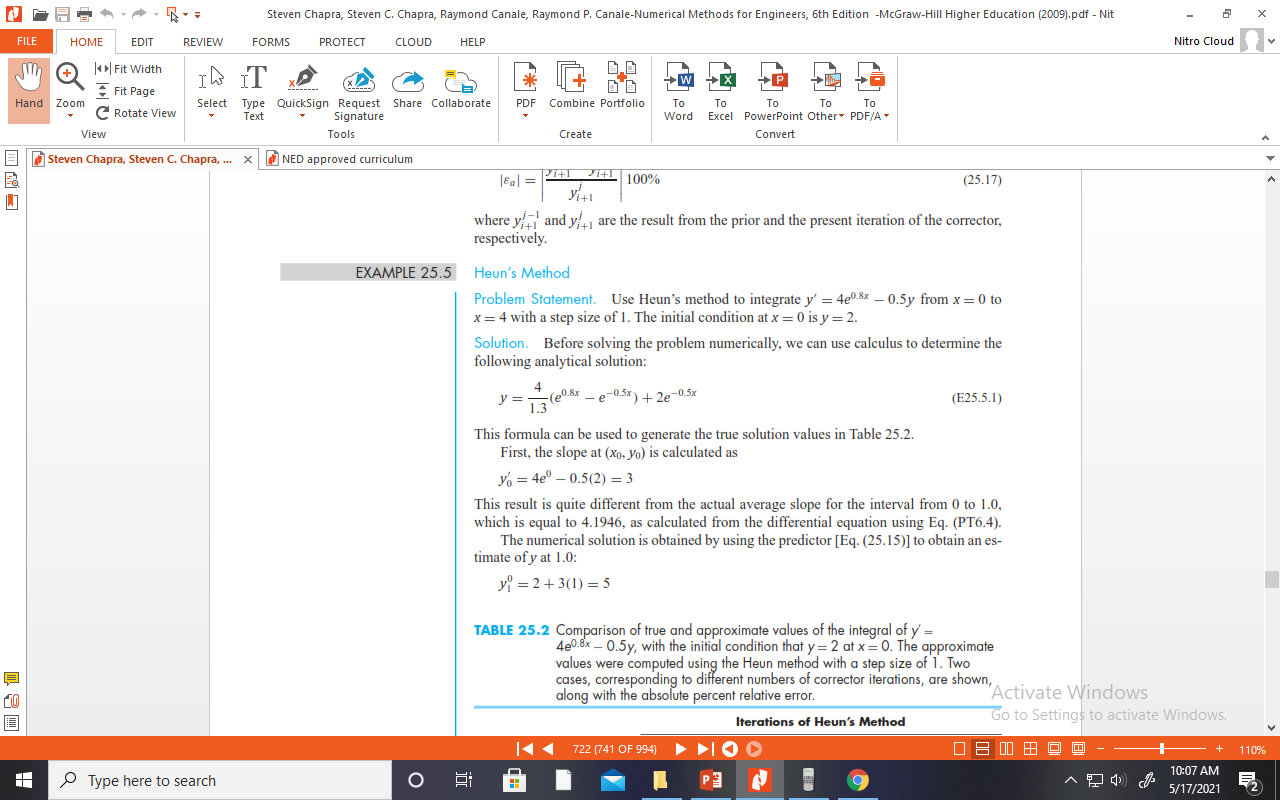 Steven Chapra, Steven C. Chapra, Raymond Canale, Raymond P. Canale-Numerical Methods for Engineers, 6th Edition -McGraw-Hill Higher Education (2009).pdf - Nit
FILE HOME EDIT REVIEW FORMS PROTECT CLOUD HELP Nitro Cloud
Hand Zoom Fit Width Fit Page Rotate View
View
Select Type Text QuickSign Request Signature Share Collaborate
Tools
PDF Combine Portfolio
Create
To Word To Excel To PowerPoint To Other To PDF/A
Convert
Steven Chapra, Steven C. Chapra, ... × NED approved curriculum
|εa| = | y_{i+1} y_{i+1} / y^j_{i+1} | 100% (25.17)
where y^{j−1}_{i+1} and y^j_{i+1} are the result from the prior and the present iteration of the corrector,
respectively.
EXAMPLE 25.5 Heun's Method
Problem Statement. Use Heun's method to integrate y′ = 4e^{0.8x} − 0.5y from x = 0 to
x = 4 with a step size of 1. The initial condition at x = 0 is y = 2.
Solution. Before solving the problem numerically, we can use calculus to determine the
following analytical solution:
y = 4/1.3 (e^{0.8x} − e^{−0.5x}) + 2e^{−0.5x} (E25.5.1)
This formula can be used to generate the true solution values in Table 25.2.
First, the slope at (x₀, y₀) is calculated as
y′₀ = 4e⁰ − 0.5(2) = 3
This result is quite different from the actual average slope for the interval from 0 to 1.0,
which is equal to 4.1946, as calculated from the differential equation using Eq. (PT6.4).
The numerical solution is obtained by using the predictor [Eq. (25.15)] to obtain an es-
timate of y at 1.0:
y⁰₁ = 2 + 3(1) = 5
TABLE 25.2 Comparison of true and approximate values of the integral of y′ =
4e^{0.8x} − 0.5y, with the initial condition that y = 2 at x = 0. The approximate
values were computed using the Heun method with a step size of 1. Two
cases, corresponding to different numbers of corrector iterations, are shown,
along with the absolute percent relative error.
Iterations of Heun's Method
Activate Windows
Go to Settings to activate Windows.
722 (741 OF 994) 110%
Type here to search
10:07 AM
5/17/2021
2